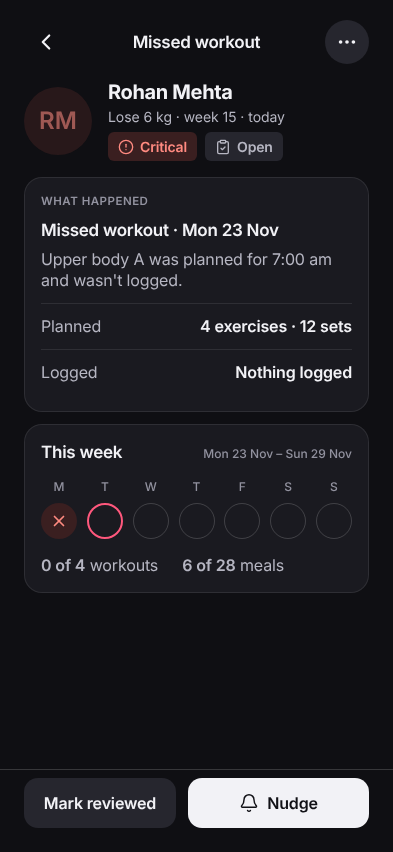 Missed workout
RM
Rohan Mehta
Lose 6 kg · week 15 · today
Critical
Open
WHAT HAPPENED
Missed workout · Mon 23 Nov
Upper body A was planned for 7:00 am
and wasn't logged.
Planned 4 exercises · 12 sets
Logged Nothing logged
This week Mon 23 Nov – Sun 29 Nov
M T W T F S S
0 of 4 workouts 6 of 28 meals
Mark reviewed
Nudge